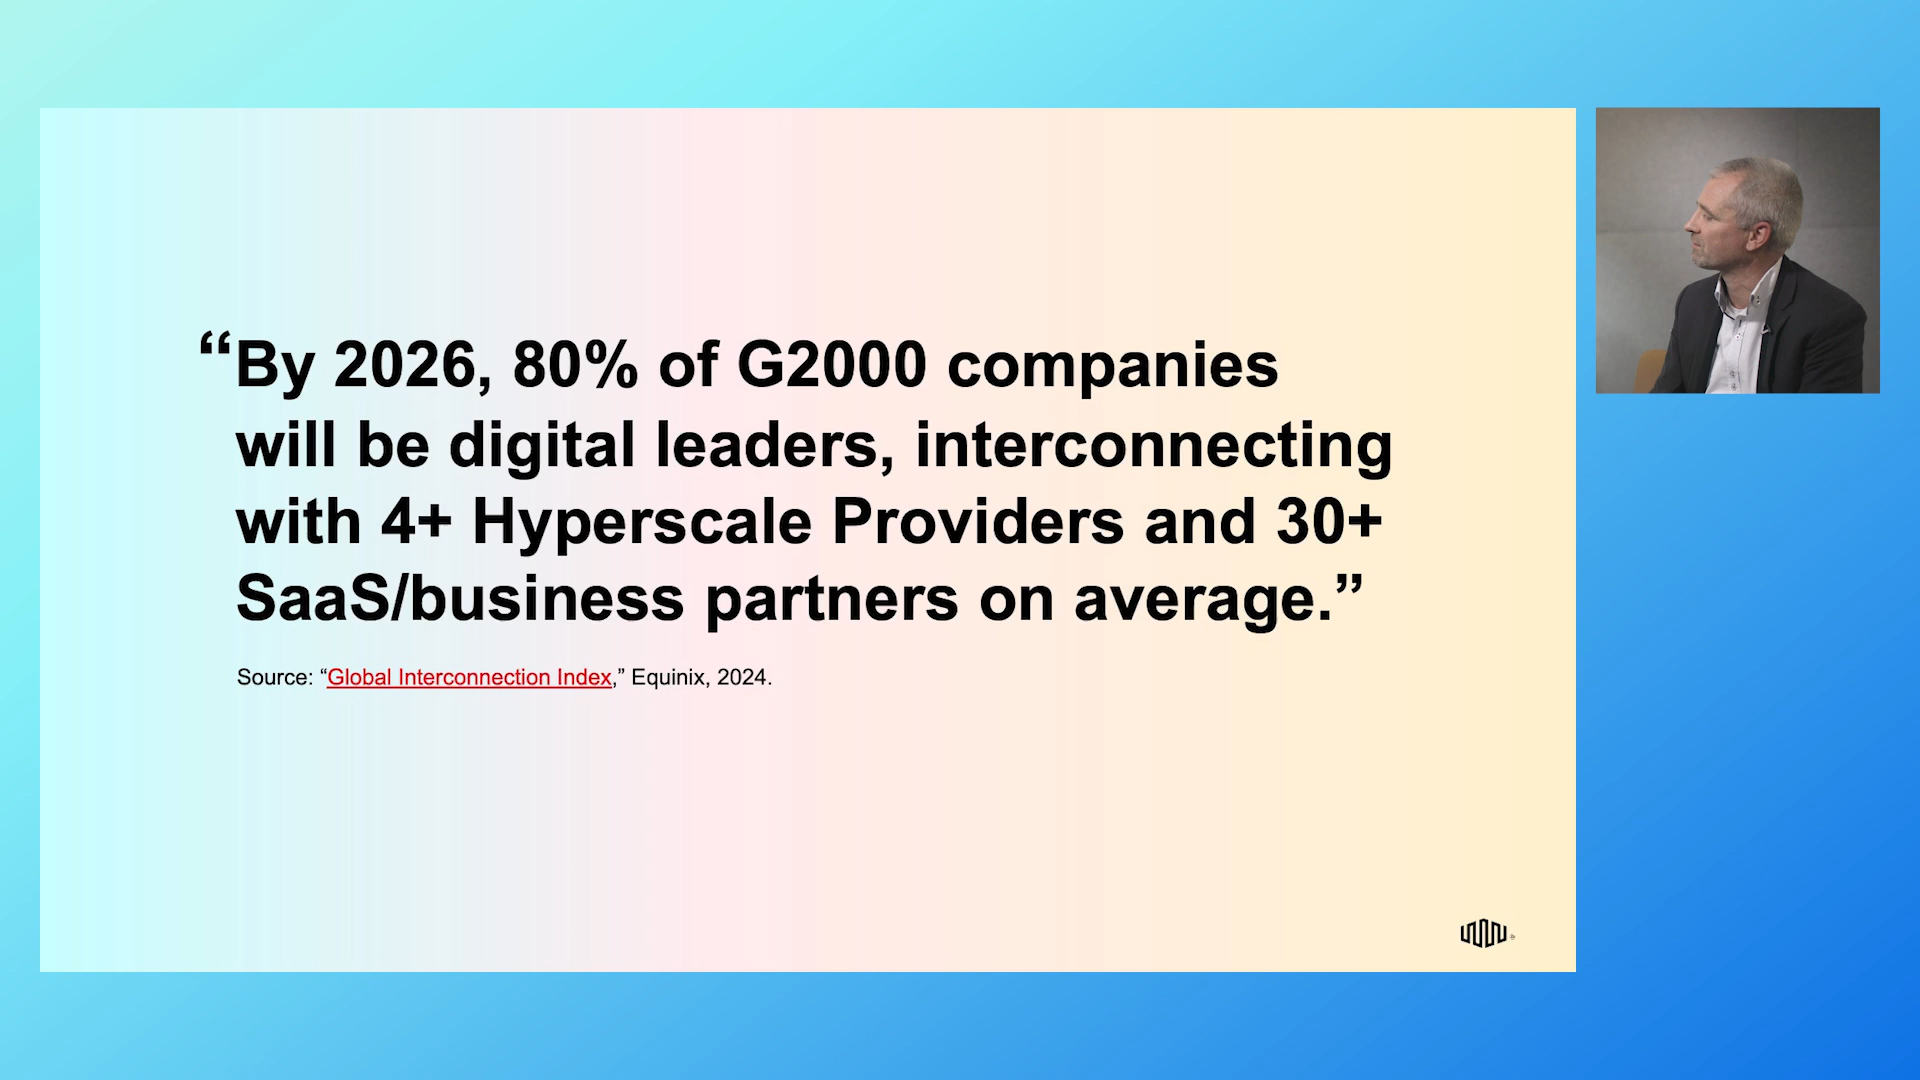 “By 2026, 80% of G2000 companies
will be digital leaders, interconnecting
with 4+ Hyperscale Providers and 30+
SaaS/business partners on average.”
Source: “Global Interconnection Index,” Equinix, 2024.